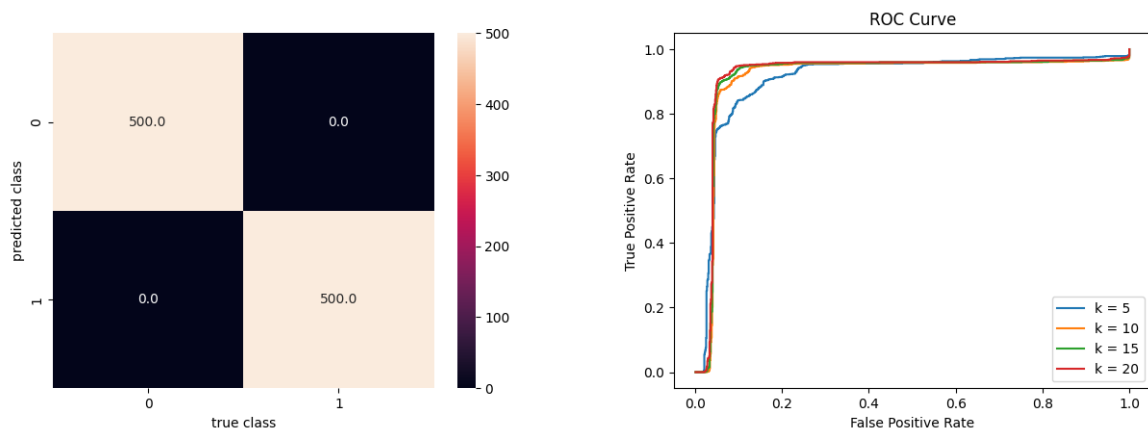 500.0
0.0
0.0
500.0
0
1
predicted class
0
1
true class
500
400
300
200
100
0
ROC Curve
1.0
0.8
0.6
0.4
0.2
0.0
True Positive Rate
0.0
0.2
0.4
0.6
0.8
1.0
False Positive Rate
k = 5
k = 10
k = 15
k = 20